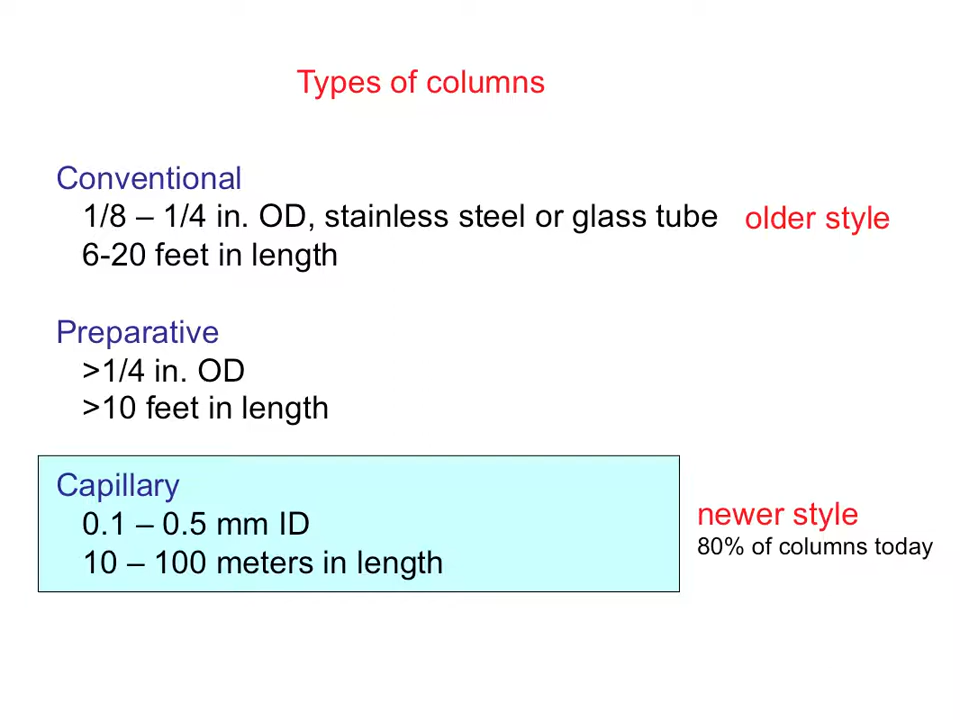 Types of columns
Conventional
1/8 – 1/4 in. OD, stainless steel or glass tube
older style
6-20 feet in length
Preparative
>1/4 in. OD
>10 feet in length
Capillary
0.1 – 0.5 mm ID
10 – 100 meters in length
newer style
80% of columns today